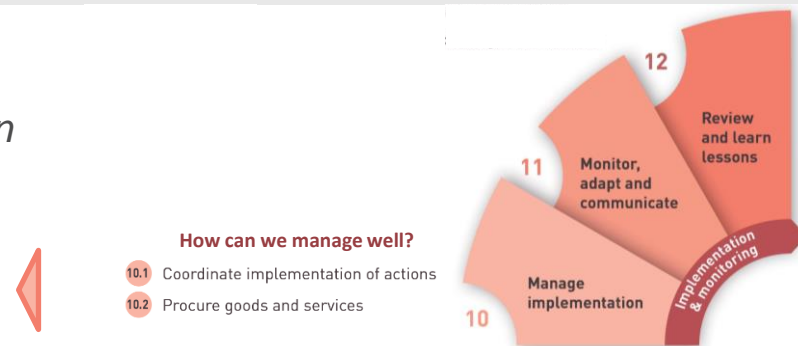 n
12
Review
and learn
lessons
11
Monitor,
adapt and
communicate
How can we manage well?
10.1 Coordinate implementation of actions
10.2 Procure goods and services
Manage
implementation
10
Implementation
& monitoring